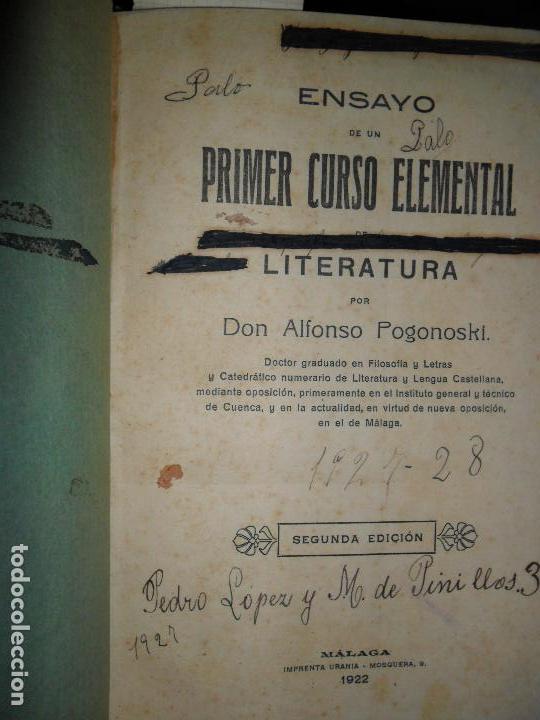 Palo
ENSAYO
DE UN
Palo
PRIMER CURSO ELEMENTAL
DE
LITERATURA
POR
Don Alfonso Pogonoski.
Doctor graduado en Filosofía y Letras
y Catedrático numerario de Literatura y Lengua Castellana,
mediante oposición, primeramente en el Instituto general y técnico
de Cuenca, y en la actualidad, en virtud de nueva oposición,
en el de Málaga.
1927-28
SEGUNDA EDICIÓN
Pedro López y M. de Pinillos. 3
1927
MÁLAGA
IMPRENTA URANIA - MOSQUERA, 9.
1922
todocoleccion